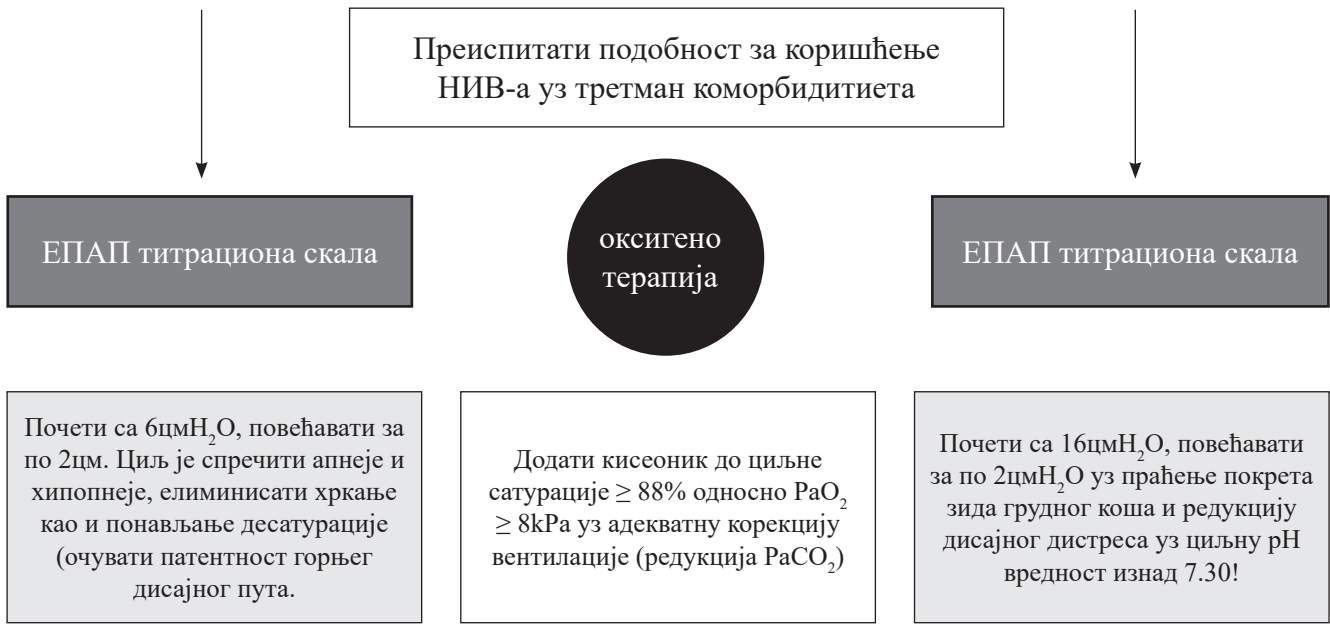 Преиспитати подобност за коришћење
НИВ-а уз третман коморбидитиета
ЕПАП титрациона скала
оксигено
терапија
ЕПАП титрациона скала
Почети са 6цмH₂O, повећавати за
по 2цм. Циљ је спречити апнеје и
хипопнеје, елиминисати хркање
као и понављање десатурације
(очувати патентност горњег
дисајног пута.
Додати кисеоник до циљне
сатурације ≥ 88% односно PaO₂
≥ 8kPa уз адекватну корекцију
вентилације (редукција PaCO₂)
Почети са 16цмH₂O, повећавати
за по 2цмH₂O уз праћење покрета
зида грудног коша и редукцију
дисајног дистреса уз циљну pH
вредност изнад 7.30!